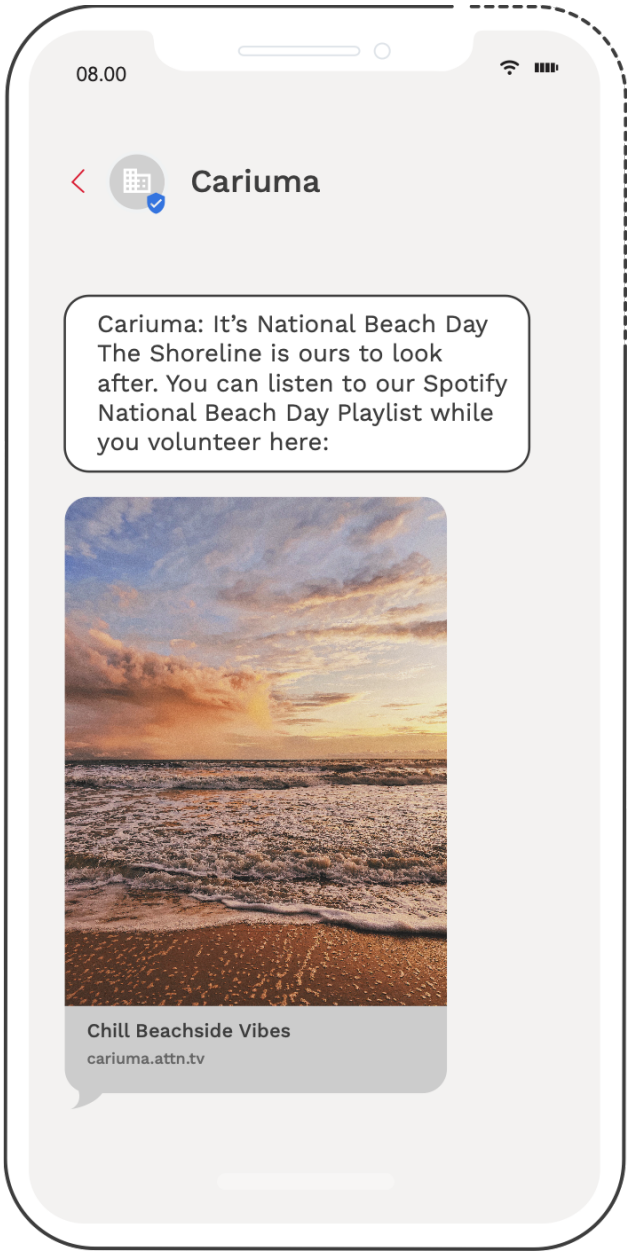 08.00
Cariuma
Cariuma: It’s National Beach Day
The Shoreline is ours to look
after. You can listen to our Spotify
National Beach Day Playlist while
you volunteer here:
Chill Beachside Vibes
cariuma.attn.tv